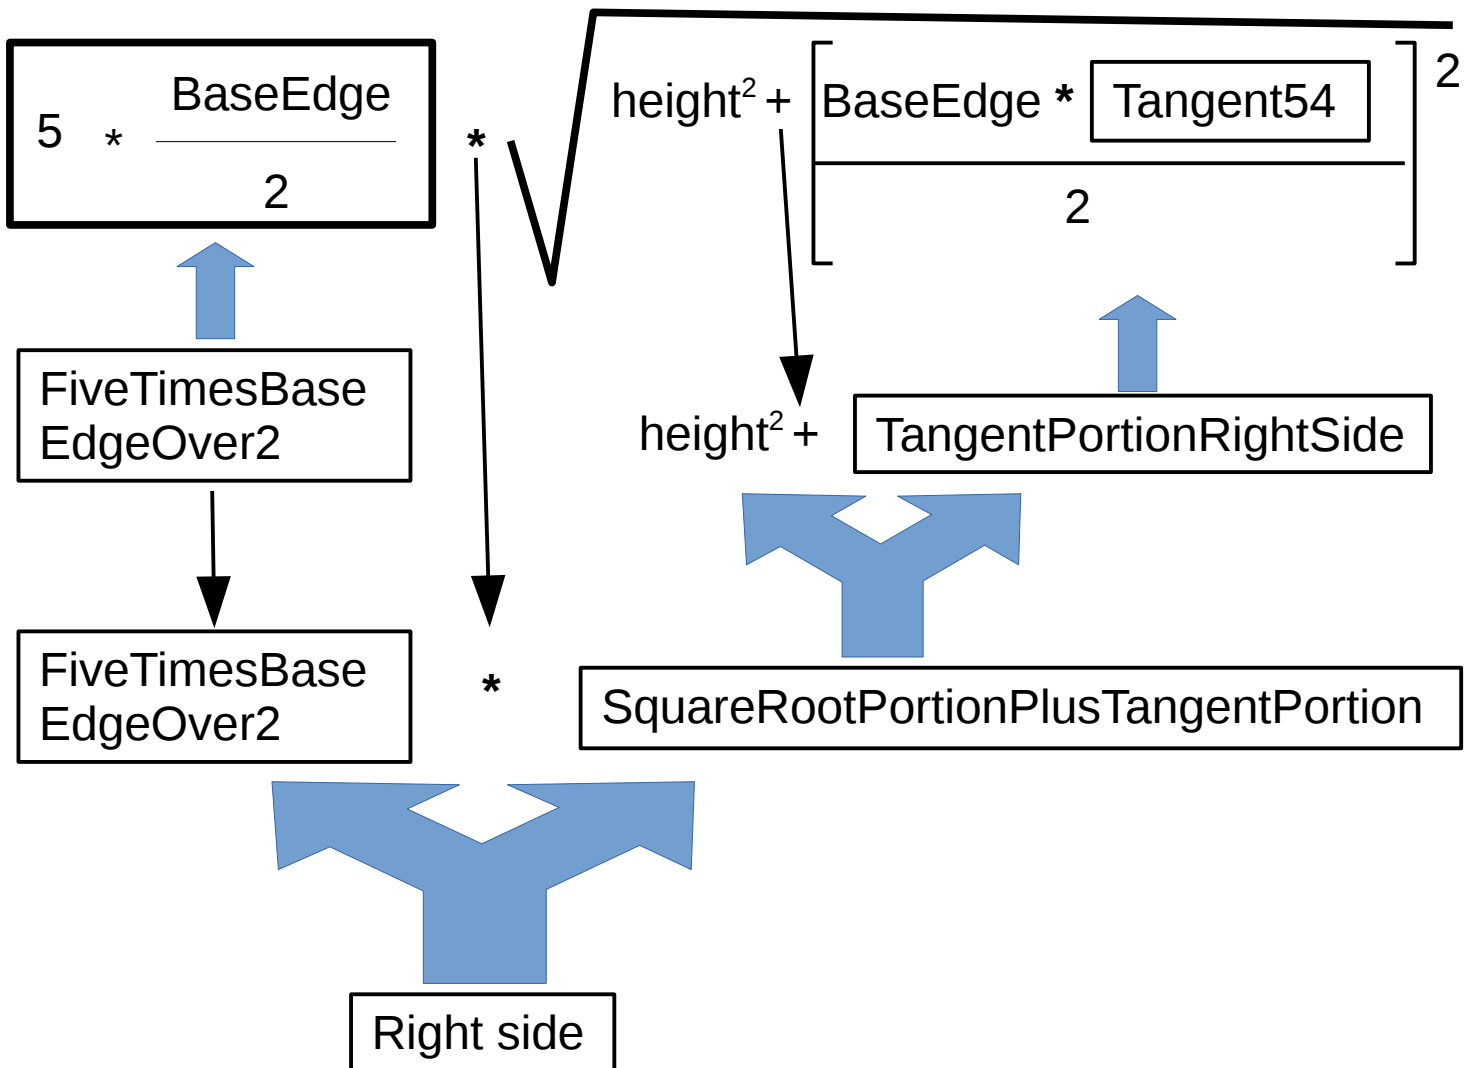 5 * BaseEdge
2
* height² + BaseEdge * Tangent54
2
2
FiveTimesBase
EdgeOver2
height² + TangentPortionRightSide
FiveTimesBase
EdgeOver2
* SquareRootPortionPlusTangentPortion
Right side